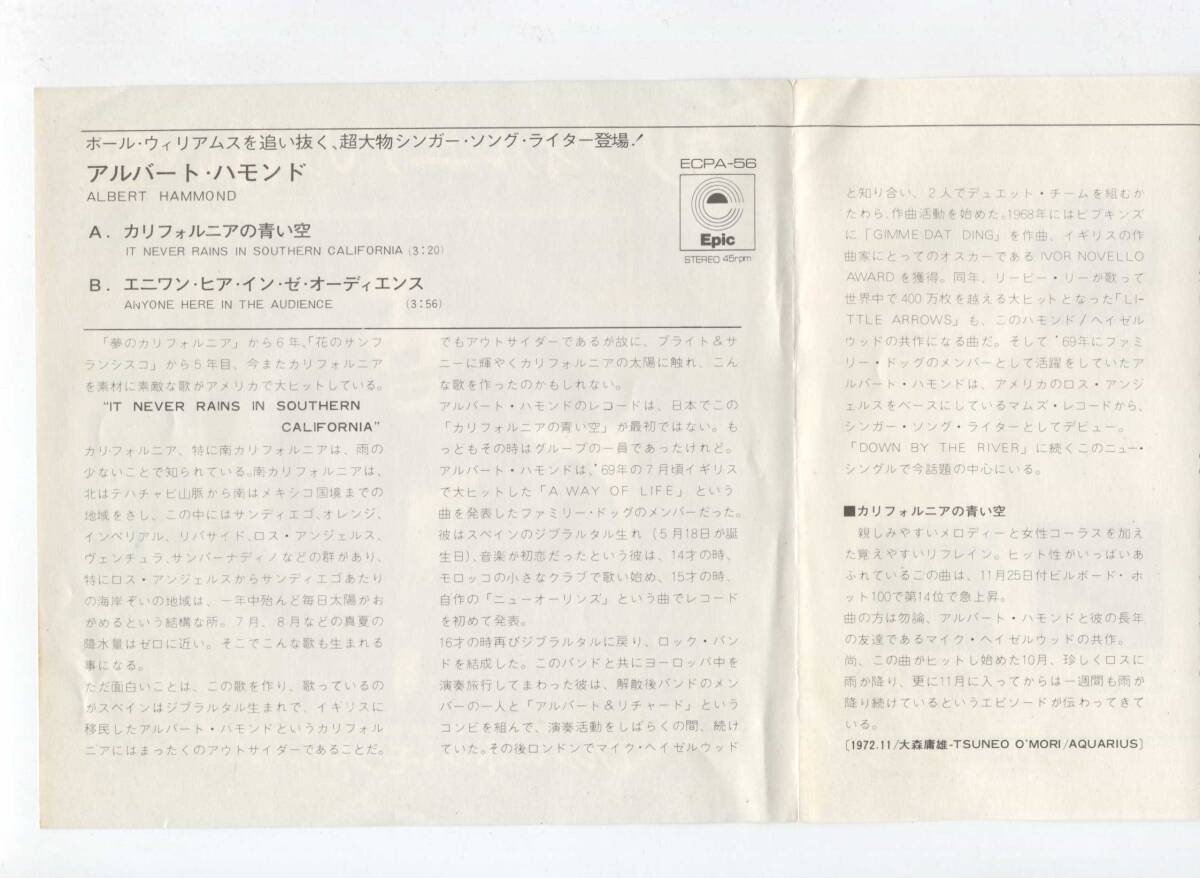 ポール・ウィリアムスを追い抜く、超大物シンガー・ソング・ライター登場!
アルバート・ハモンド
ALBERT HAMMOND
A. カリフォルニアの青い空
IT NEVER RAINS IN SOUTHERN CALIFORNIA (3:20)
B. エニワン・ヒア・イン・ゼ・オーディエンス
ANYONE HERE IN THE AUDIENCE (3:56)
ECPA-56
Epic
STEREO 45rpm
「夢のカリフォルニア」から6年、「花のサンフ
ランシスコ」から5年目、今またカリフォルニア
を素材に素敵な歌がアメリカで大ヒットしている。
"IT NEVER RAINS IN SOUTHERN
CALIFORNIA"
カリフォルニア、特に南カリフォルニアは、雨の
少ないことで知られている。南カリフォルニアは、
北はテハチャピ山脈から南はメキシコ国境までの
地域をさし、この中にはサンディエゴ、オレンジ、
インペリアル、リバサイド、ロス・アンジェルス、
ヴェンチュラ、サンバーナディノなどの群があり、
特にロス・アンジェルスからサンディエゴあたり
の海岸ぞいの地域は、一年中殆んど毎日太陽がお
がめるという結構な所。7月、8月などの真夏の
降水量はゼロに近い。そこでこんな歌も生まれる
事になる。
ただ面白いことは、この歌を作り、歌っているの
がスペインはジブラルタル生まれで、イギリスに
移民したアルバート・ハモンドというカリフォル
ニアにはまったくのアウトサイダーであることだ。
でもアウトサイダーであるが故に、ブライト&サ
ニーに輝やくカリフォルニアの太陽に触れ、こん
な歌を作ったのかもしれない。
アルバート・ハモンドのレコードは、日本でこの
「カリフォルニアの青い空」が最初ではない。も
っともその時はグループの一員であったけれど。
アルバート・ハモンドは、'69年の7月頃イギリス
で大ヒットした「A WAY OF LIFE」という
曲を発表したファミリー・ドッグのメンバーだった。
彼はスペインのジブラルタル生れ(5月18日が誕
生日)、音楽が初恋だったという彼は、14才の時、
モロッコの小さなクラブで歌い始め、15才の時、
自作の「ニューオーリンズ」という曲でレコード
を初めて発表。
16才の時再びジブラルタルに戻り、ロック・バン
ドを結成した。このバンドと共にヨーロッパ中を
演奏旅行してまわった彼は、解散後バンドのメン
バーの一人と「アルバート&リチャード」という
コンビを組んで、演奏活動をしばらくの間、続け
ていた。その後ロンドンでマイク・ヘイゼルウッド
と知り合い、2人でデュエット・チームを組むか
たわら、作曲活動を始めた。1968年にはピプキンズ
に「GIMME DAT DING」を作曲、イギリスの作
曲家にとってのオスカーであるIVOR NOVELLO
AWARDを獲得。同年、リーピー・リーが歌って
世界中で400万枚を越える大ヒットとなった「LI-
TTLE ARROWS」も、このハモンド/ヘイゼル
ウッドの共作になる曲だ。そして'69年にファミ
リー・ドッグのメンバーとして活躍をしていたア
ルバート・ハモンドは、アメリカのロス・アンジ
ェルスをベースにしているマムズ・レコードから、
シンガー・ソング・ライターとしてデビュー。
「DOWN BY THE RIVER」に続くこのニュー・
シングルで今話題の中心にいる。
■カリフォルニアの青い空
親しみやすいメロディーと女性コーラスを加え
た覚えやすいリフレイン。ヒット性がいっぱいあ
ふれているこの曲は、11月25日付ビルボード・ホ
ット100で第14位で急上昇。
曲の方は勿論、アルバート・ハモンドと彼の長年
の友達であるマイク・ヘイゼルウッドの共作。
尚、この曲がヒットし始めた10月、珍しくロスに
雨が降り、更に11月に入ってからは一週間も雨が
降り続けているというエピソードが伝わってきて
いる。
〔1972.11/大森庸雄-TSUNEO O'MORI/AQUARIUS〕